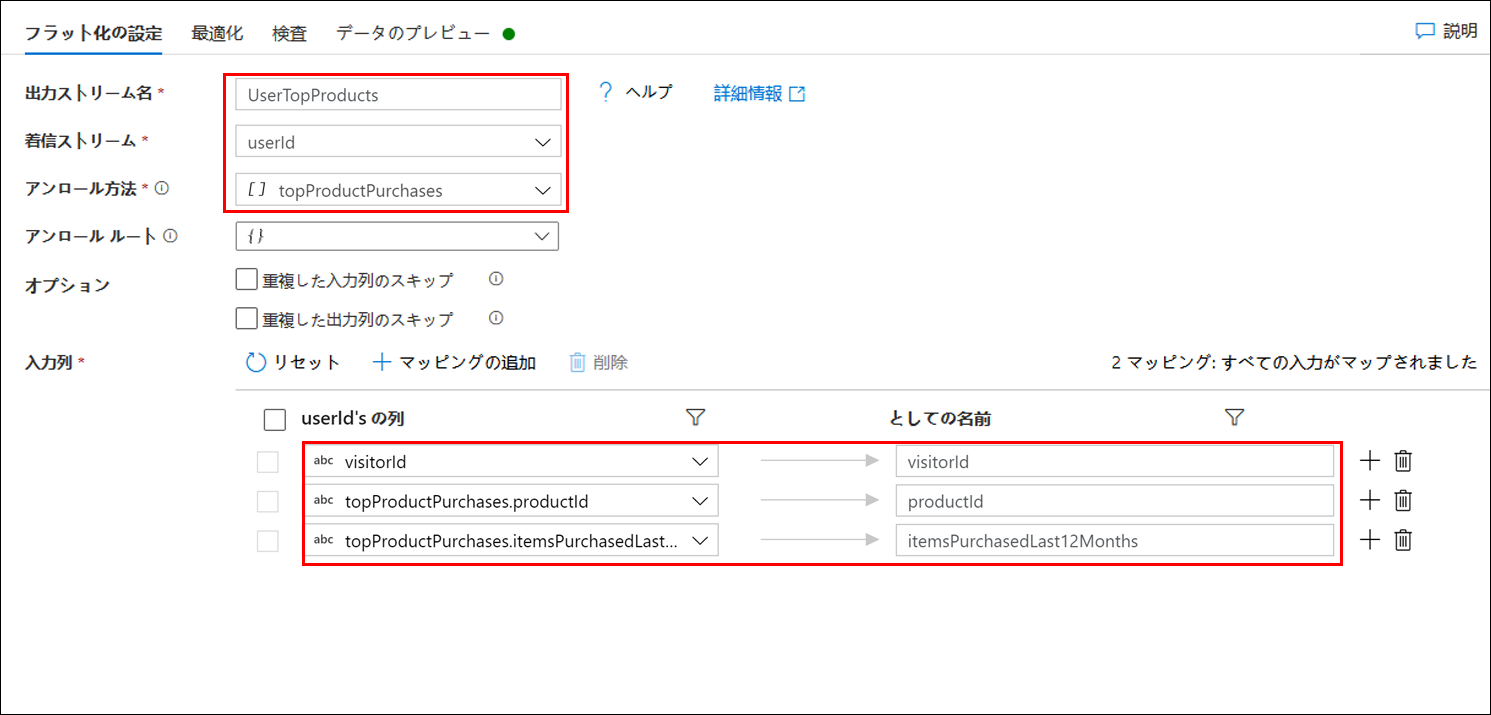 フラット化の設定 最適化 検査 データのプレビュー 説明
出力ストリーム名 * UserTopProducts ? ヘルプ 詳細情報
着信ストリーム * userId
アンロール方法 * [] topProductPurchases
アンロール ルート {}
オプション 重複した入力列のスキップ
重複した出力列のスキップ
入力列 * リセット + マッピングの追加 削除 2 マッピング: すべての入力がマップされました
userId's の列 としての名前
abc visitorId visitorId
abc topProductPurchases.productId productId
abc topProductPurchases.itemsPurchasedLast... itemsPurchasedLast12Months